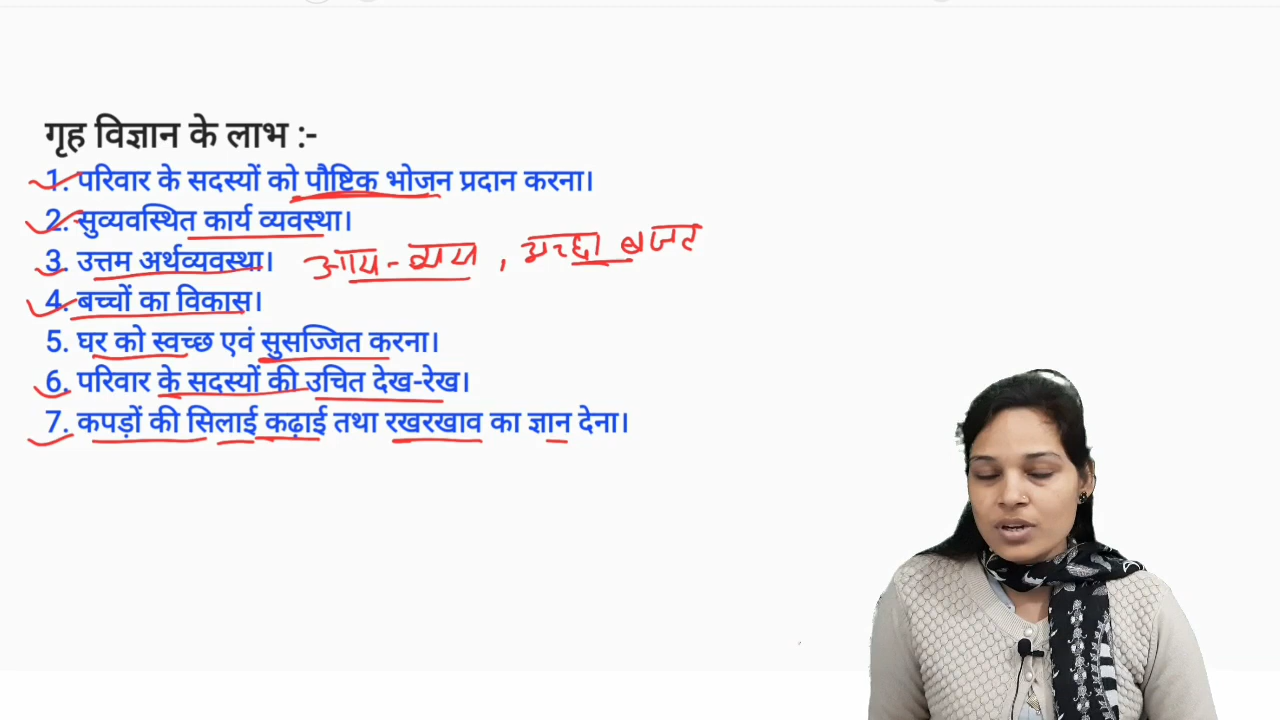 गृह विज्ञान के लाभ :-
1. परिवार के सदस्यों को पौष्टिक भोजन प्रदान करना।
2. सुव्यवस्थित कार्य व्यवस्था।
3. उत्तम अर्थव्यवस्था। आय-व्यय , अच्छा बजट
4. बच्चों का विकास।
5. घर को स्वच्छ एवं सुसज्जित करना।
6. परिवार के सदस्यों की उचित देख-रेख।
7. कपड़ों की सिलाई कढ़ाई तथा रखरखाव का ज्ञान देना।